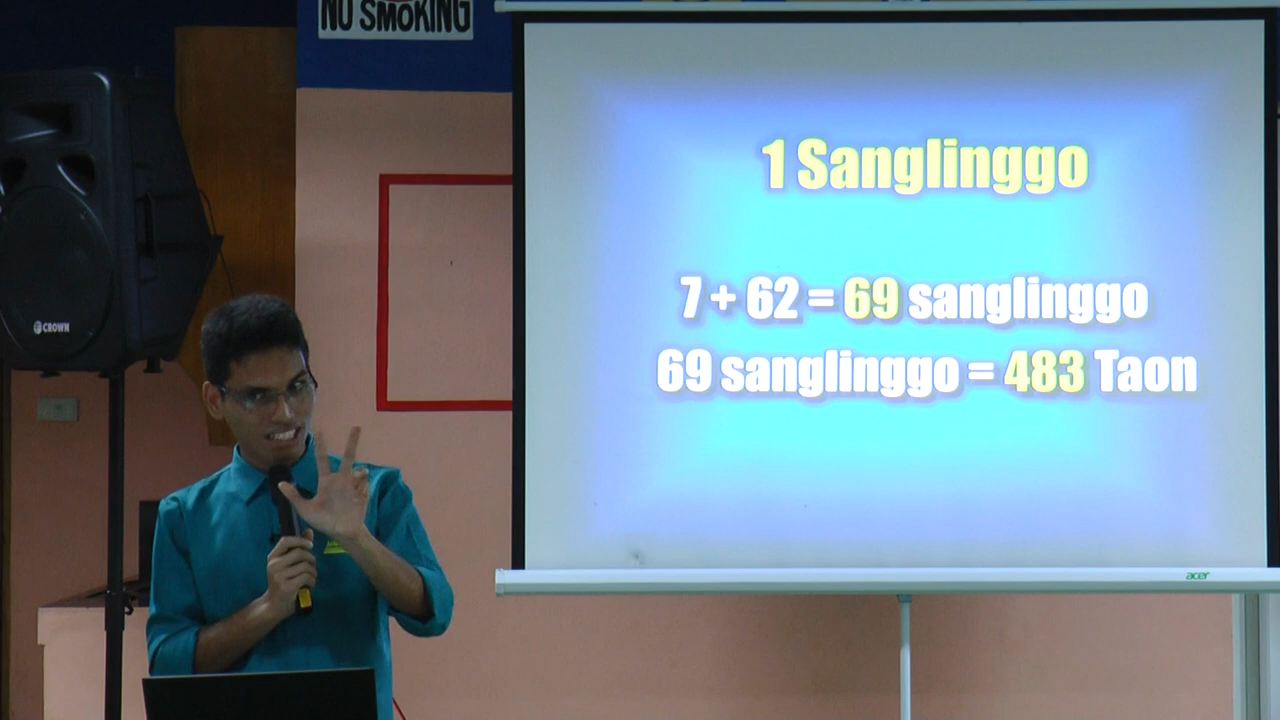 NO SMOKING
1 Sanglinggo
7 + 62 = 69 sanglinggo
69 sanglinggo = 483 Taon
CROWN
acer